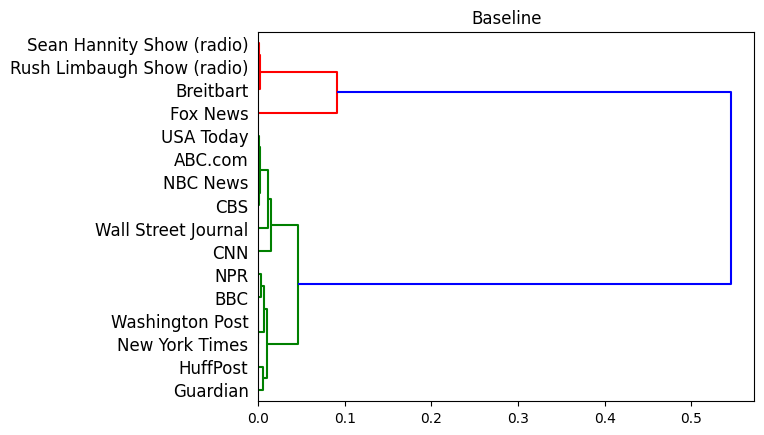 Baseline
Sean Hannity Show (radio)
Rush Limbaugh Show (radio)
Breitbart
Fox News
USA Today
ABC.com
NBC News
CBS
Wall Street Journal
CNN
NPR
BBC
Washington Post
New York Times
HuffPost
Guardian
0.0 0.1 0.2 0.3 0.4 0.5